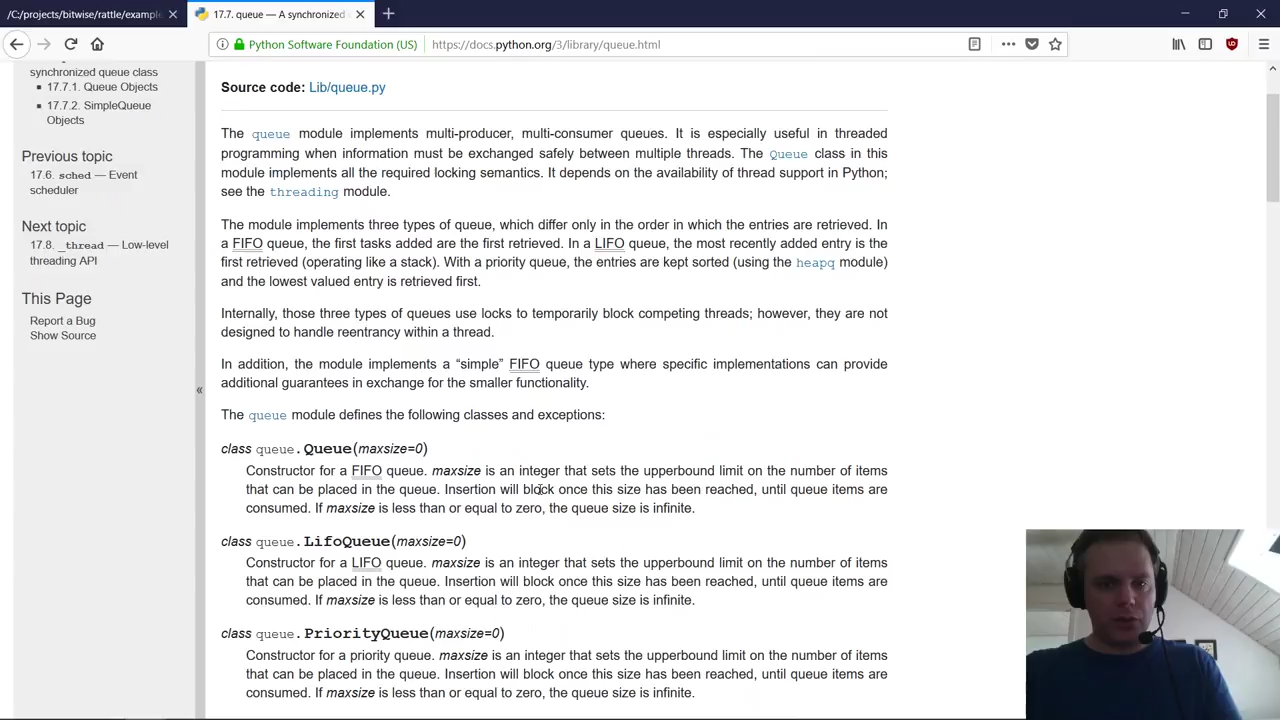 /C:/projects/bitwise/rattle/exampl
17.7. queue — A synchronized
Python Software Foundation (US)
https://docs.python.org/3/library/queue.html
synchronized queue class
17.7.1. Queue Objects
17.7.2. SimpleQueue
Objects
Previous topic
17.6. sched — Event
scheduler
Next topic
17.8. _thread — Low-level
threading API
This Page
Report a Bug
Show Source
«
Source code: Lib/queue.py
The queue module implements multi-producer, multi-consumer queues. It is especially useful in threaded
programming when information must be exchanged safely between multiple threads. The Queue class in this
module implements all the required locking semantics. It depends on the availability of thread support in Python;
see the threading module.
The module implements three types of queue, which differ only in the order in which the entries are retrieved. In
a FIFO queue, the first tasks added are the first retrieved. In a LIFO queue, the most recently added entry is the
first retrieved (operating like a stack). With a priority queue, the entries are kept sorted (using the heapq module)
and the lowest valued entry is retrieved first.
Internally, those three types of queues use locks to temporarily block competing threads; however, they are not
designed to handle reentrancy within a thread.
In addition, the module implements a “simple” FIFO queue type where specific implementations can provide
additional guarantees in exchange for the smaller functionality.
The queue module defines the following classes and exceptions:
class queue.Queue(maxsize=0)
Constructor for a FIFO queue. maxsize is an integer that sets the upperbound limit on the number of items
that can be placed in the queue. Insertion will block once this size has been reached, until queue items are
consumed. If maxsize is less than or equal to zero, the queue size is infinite.
class queue.LifoQueue(maxsize=0)
Constructor for a LIFO queue. maxsize is an integer that sets the upperbound limit on the number of items
that can be placed in the queue. Insertion will block once this size has been reached, until queue items are
consumed. If maxsize is less than or equal to zero, the queue size is infinite.
class queue.PriorityQueue(maxsize=0)
Constructor for a priority queue. maxsize is an integer that sets the upperbound limit on the number of items
that can be placed in the queue. Insertion will block once this size has been reached, until queue items are
consumed. If maxsize is less than or equal to zero, the queue size is infinite.